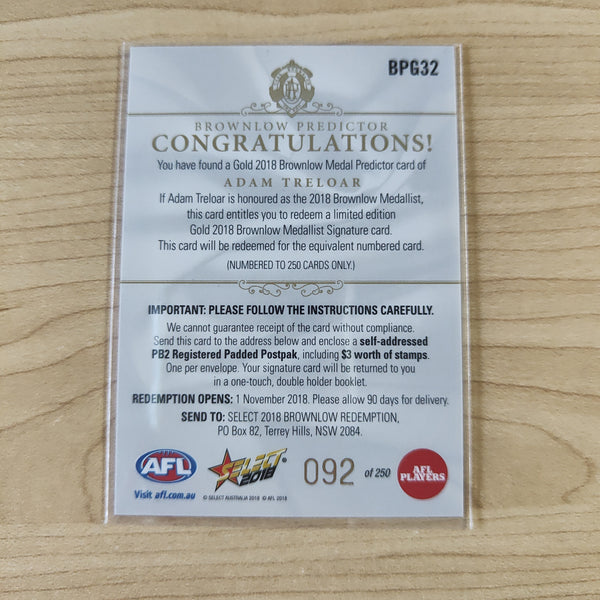 BPG32
BROWNLOW PREDICTOR
CONGRATULATIONS!
You have found a Gold 2018 Brownlow Medal Predictor card of
ADAM TRELOAR
If Adam Treloar is honoured as the 2018 Brownlow Medallist,
this card entitles you to redeem a limited edition
Gold 2018 Brownlow Medallist Signature card.
This card will be redeemed for the equivalent numbered card.
(NUMBERED TO 250 CARDS ONLY.)
IMPORTANT: PLEASE FOLLOW THE INSTRUCTIONS CAREFULLY.
We cannot guarantee receipt of the card without compliance.
Send this card to the address below and enclose a self-addressed
PB2 Registered Padded Postpak, including $3 worth of stamps.
One per envelope. Your signature card will be returned to you
in a one-touch, double holder booklet.
REDEMPTION OPENS: 1 November 2018. Please allow 90 days for delivery.
SEND TO: SELECT 2018 BROWNLOW REDEMPTION,
PO Box 82, Terrey Hills, NSW 2084.
AFL
Visit afl.com.au
SELECT
2018
© SELECT AUSTRALIA 2018 © AFL 2018
092 of 250
AFL
PLAYERS